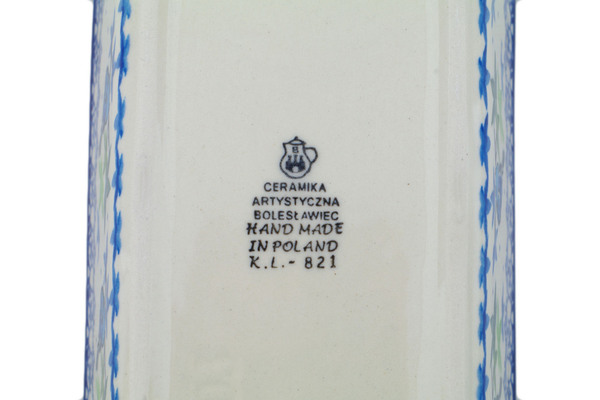 B
CERAMIKA
ARTYSTYCZNA
BOLESŁAWIEC
HAND MADE
IN POLAND
K.L.- 821